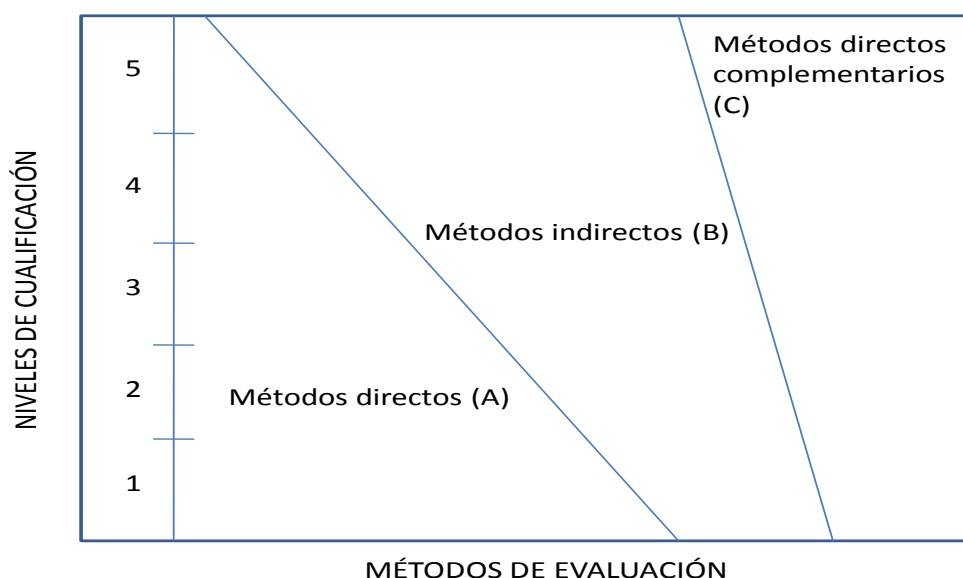 NIVELES DE CUALIFICACIÓN
5
4
3
2
1
Métodos directos
complementarios
(C)
Métodos indirectos (B)
Métodos directos (A)
MÉTODOS DE EVALUACIÓN